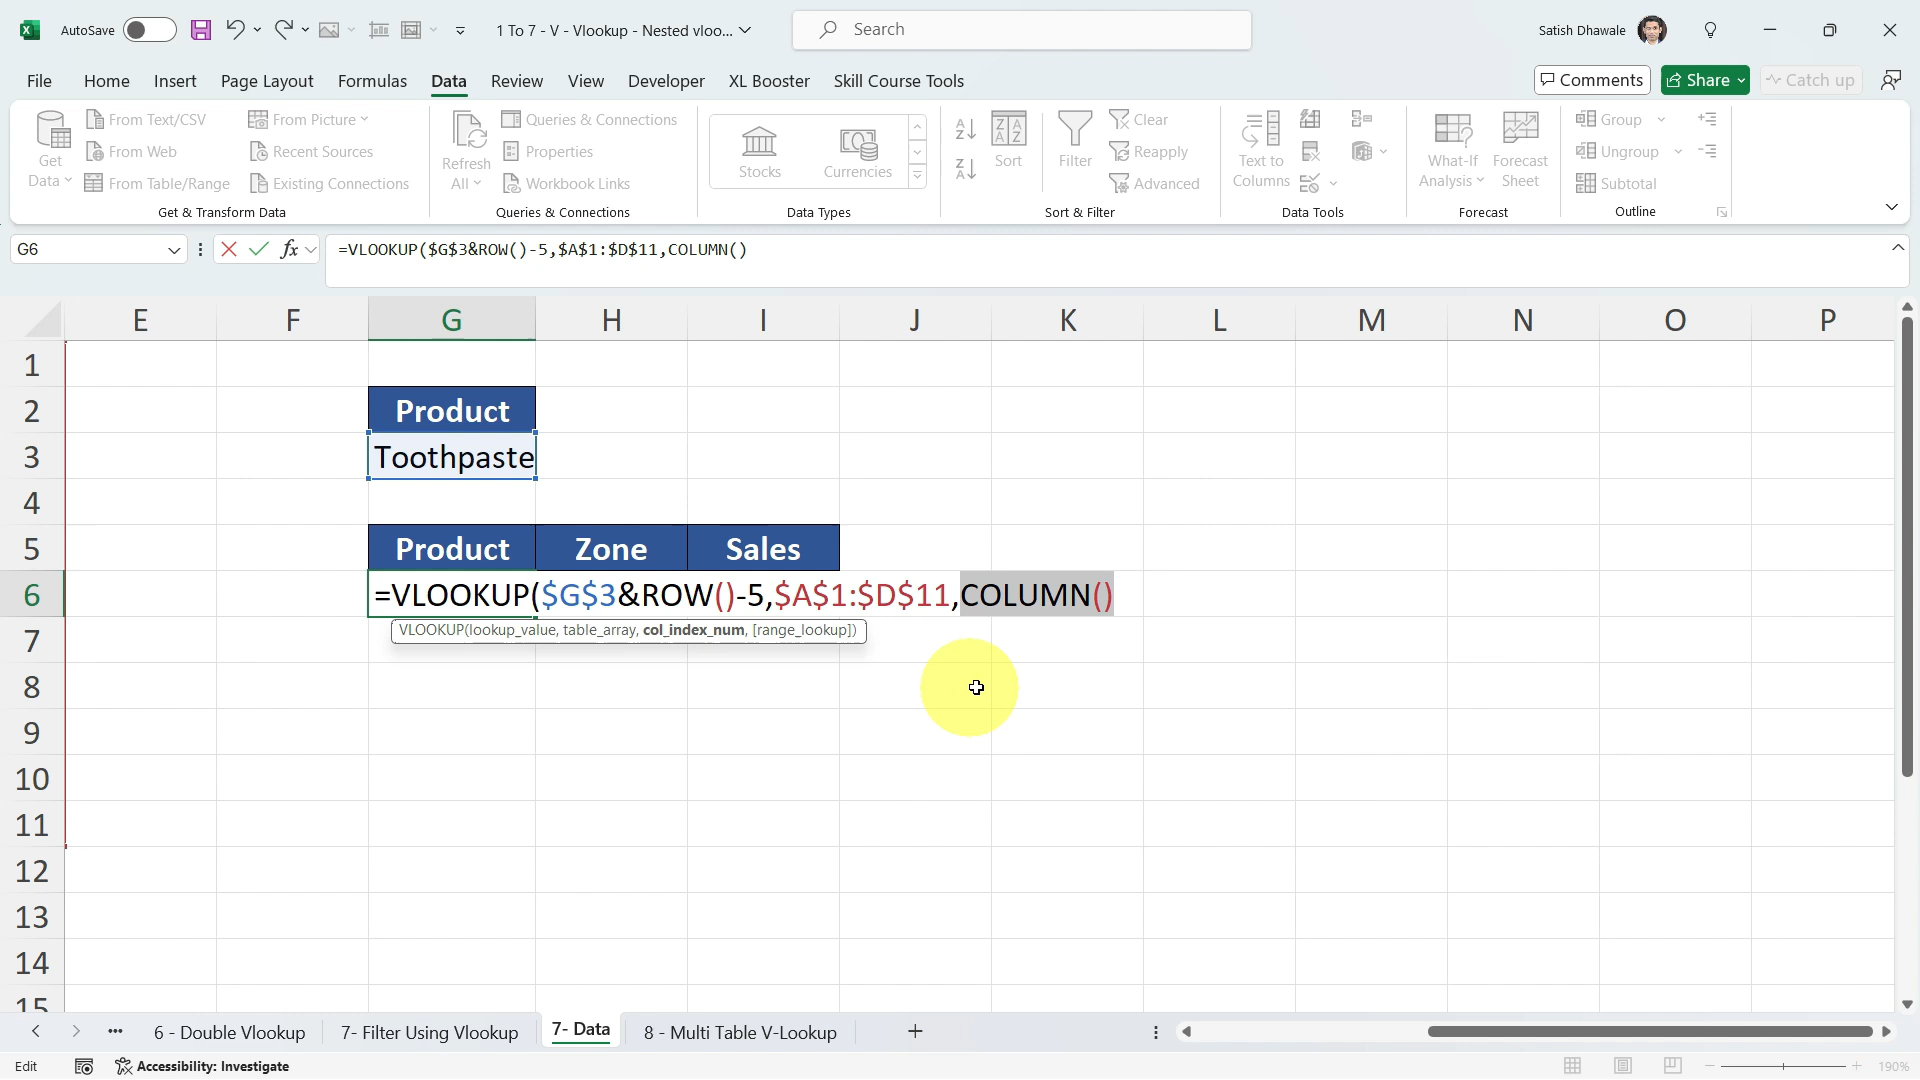 AutoSave
1 To 7 - V - Vlookup - Nested vloo...
Search
Satish Dhawale
File Home Insert Page Layout Formulas Data Review View Developer XL Booster Skill Course Tools
Comments Share Catch up
Get Data
From Text/CSV
From Web
From Table/Range
From Picture
Recent Sources
Existing Connections
Get & Transform Data
Refresh All
Queries & Connections
Properties
Workbook Links
Queries & Connections
Stocks
Currencies
Data Types
Sort
Filter
Clear
Reapply
Advanced
Sort & Filter
Text to Columns
Data Tools
What-If Analysis
Forecast Sheet
Forecast
Group
Ungroup
Subtotal
Outline
G6
fx
=VLOOKUP($G$3&ROW()-5,$A$1:$D$11,COLUMN()
E F G H I J K L M N O P
1
2 Product
3 Toothpaste
4
5 Product Zone Sales
6 =VLOOKUP($G$3&ROW()-5,$A$1:$D$11,COLUMN()
VLOOKUP(lookup_value, table_array, col_index_num, [range_lookup])
7
8
9
10
11
12
13
14
15
6 - Double Vlookup 7- Filter Using Vlookup 7- Data 8 - Multi Table V-Lookup
Edit
Accessibility: Investigate
190%